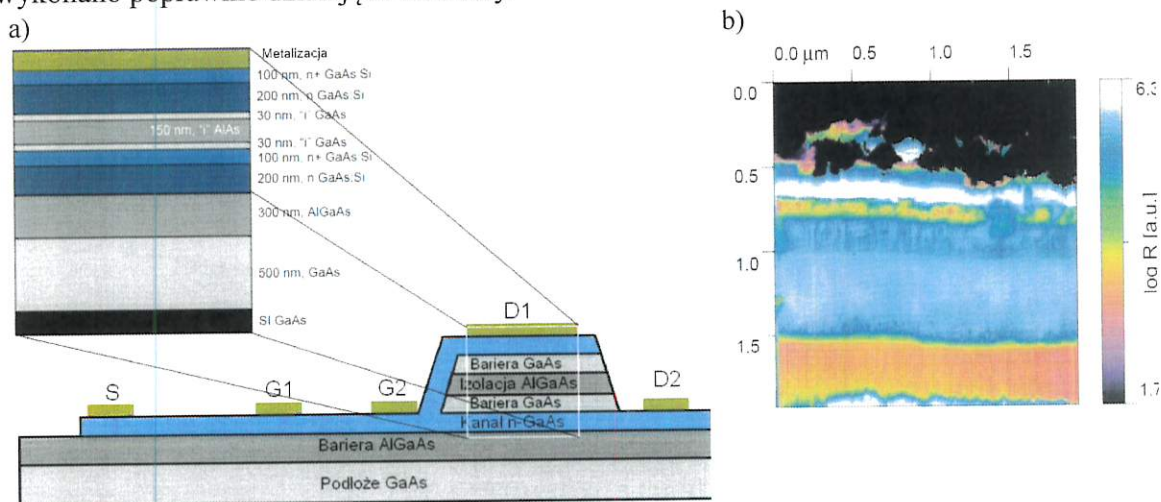 a)
Metalizacja
100 nm, n+ GaAs Si
200 nm, n GaAs.Si
30 nm, "i" GaAs
150 nm, "i" AlAs
30 nm, "i" GaAs
100 nm, n+ GaAs Si
200 nm, n GaAs.Si
300 nm, AlGaAs
500 nm, GaAs
SI GaAs
S
G1
G2
D1
D2
Bariera GaAs
Izolacja AlGaAs
Bariera GaAs
Kanał n-GaAs
Bariera AlGaAs
Podłoże GaAs
b)
0.0 µm 0.5 1.0 1.5
0.0
0.5
1.0
1.5
6.3
log R [a.u.]
1.7